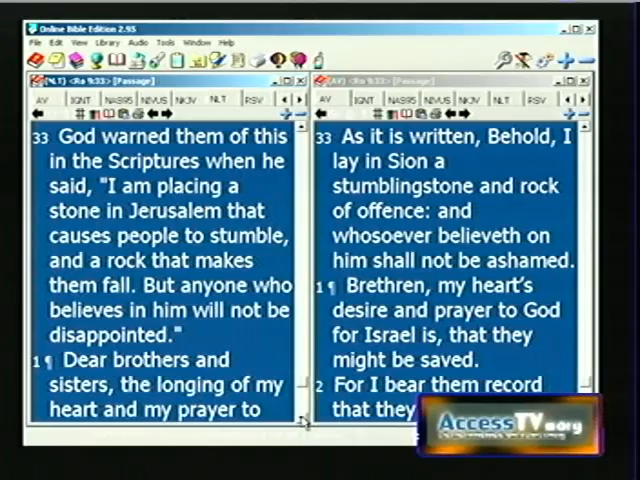 Online Bible Edition 2.95
File Edit View Library Audio Tools Window Help
(NLT) <Ro 9:33> [Passage]
AV IGNT NAS95 NIVUS NKJV NLT RSV
33 God warned them of this
in the Scriptures when he
said, "I am placing a
stone in Jerusalem that
causes people to stumble,
and a rock that makes
them fall. But anyone who
believes in him will not be
disappointed."
1 ¶ Dear brothers and
sisters, the longing of my
heart and my prayer to
(AV) <Ro 9:33> [Passage]
AV IGNT NAS95 NIVUS NKJV NLT RSV
33 As it is written, Behold, I
lay in Sion a
stumblingstone and rock
of offence: and
whosoever believeth on
him shall not be ashamed.
1 ¶ Brethren, my heart's
desire and prayer to God
for Israel is, that they
might be saved.
2 For I bear them record
that they
AccessTV.org